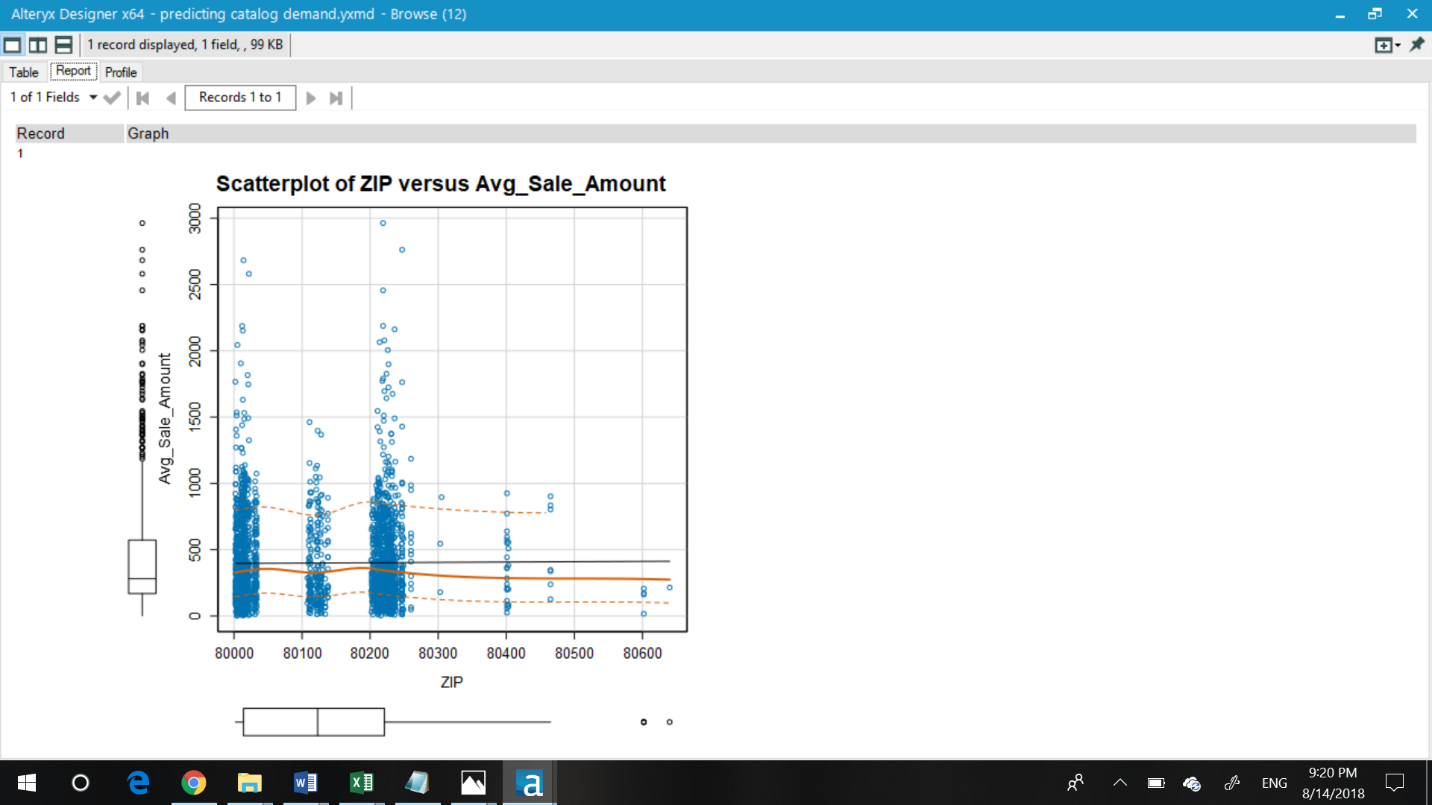 Alteryx Designer x64 - predicting catalog demand.yxmd - Browse (12)
1 record displayed, 1 field, , 99 KB
Table Report Profile
1 of 1 Fields Records 1 to 1
Record Graph
1
Scatterplot of ZIP versus Avg_Sale_Amount
Avg_Sale_Amount
3000
2500
2000
1500
1000
500
0
80000 80100 80200 80300 80400 80500 80600
ZIP
W X a
ENG
9:20 PM
8/14/2018